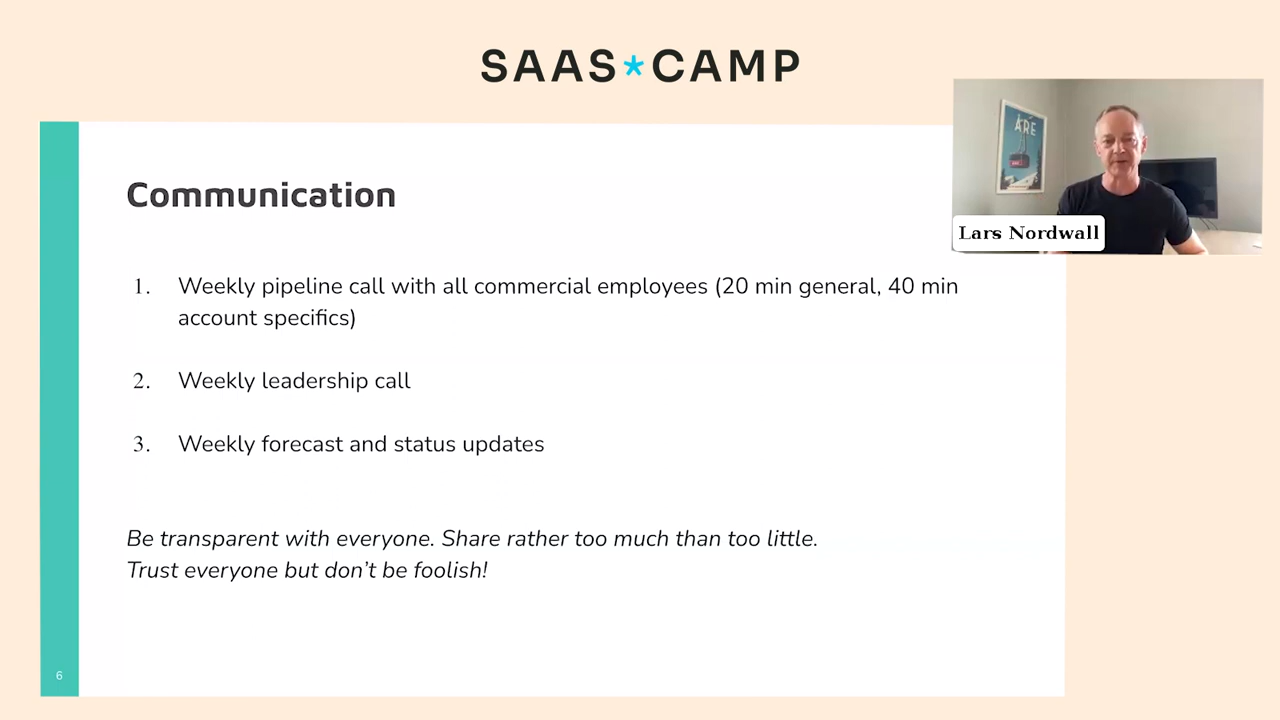 SAAS*CAMP
ÅRE
Lars Nordwall
Communication
1. Weekly pipeline call with all commercial employees (20 min general, 40 min
account specifics)
2. Weekly leadership call
3. Weekly forecast and status updates
Be transparent with everyone. Share rather too much than too little.
Trust everyone but don’t be foolish!
6